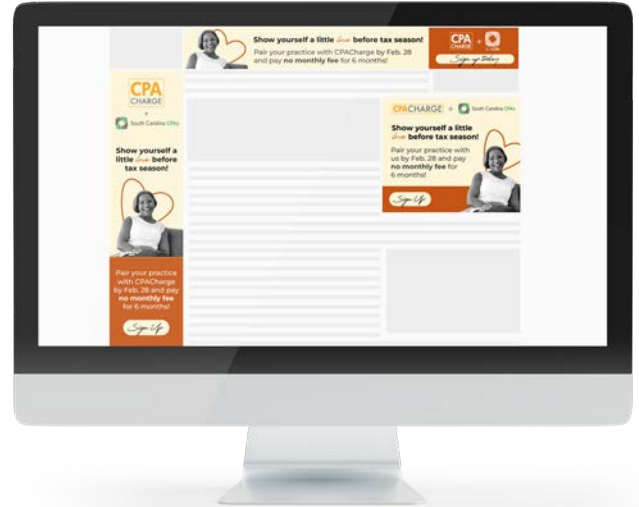 Show yourself a little love before tax season!
Pair your practice with CPACharge by Feb. 28
and pay no monthly fee for 6 months!
CPA
CHARGE
+
Sign up today
CPA
CHARGE
+
South Carolina CPAs
Show yourself a
little love before
tax season!
Pair your practice
with CPACharge
by Feb. 28 and pay
no monthly fee
for 6 months!
Sign Up
CPACHARGE + South Carolina CPAs
Show yourself a little
love before tax season!
Pair your practice with
us by Feb. 28 and pay
no monthly fee for
6 months!
Sign Up